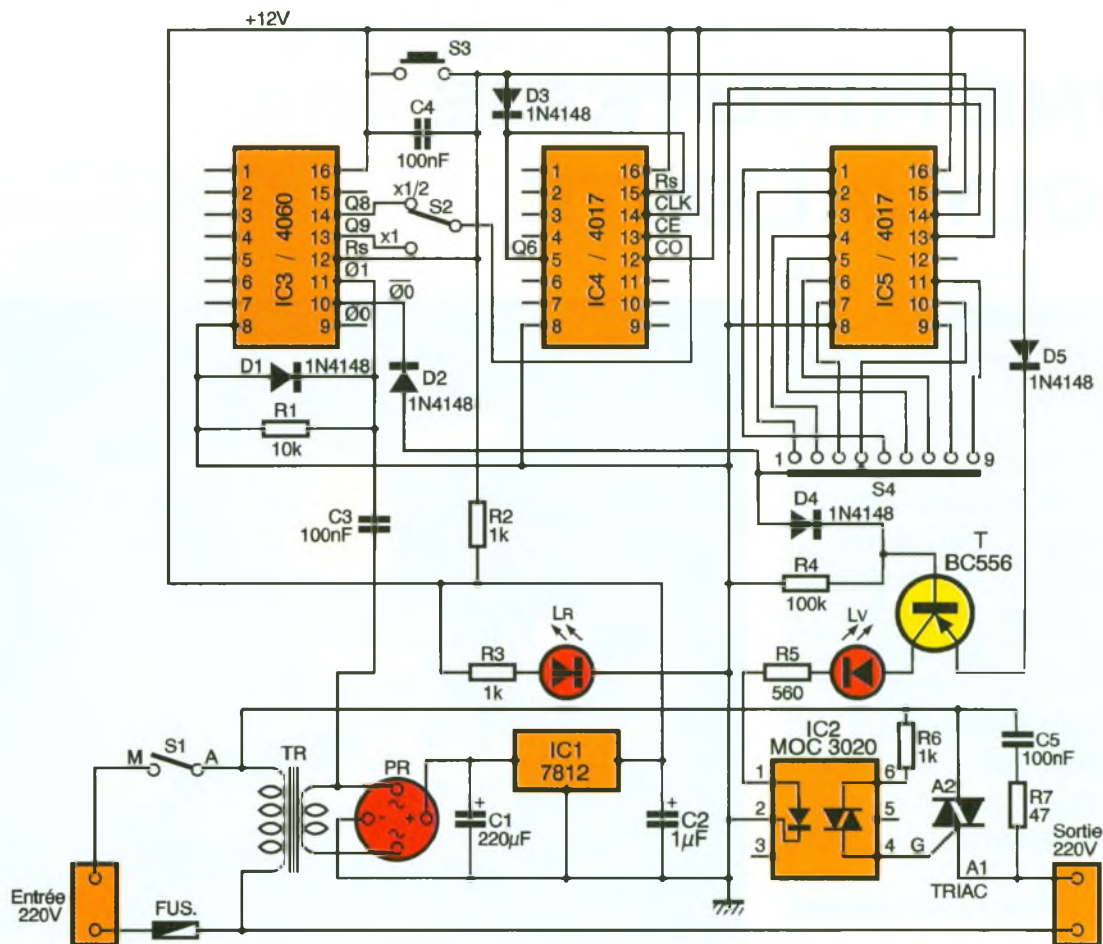 +12V
S3
D3
1N4148
C4
100nF
1
2
3
4
5
6
7
8
16
15
14
13
12
11
10
9
IC3 / 4060
Q8
Q9
Rs
Ø1
Ø0
Ø0
x1/2
S2
x1
1
2
3
4
5
6
7
8
16
15
14
13
12
11
10
9
IC4 / 4017
Q6
Rs
CLK
CE
CO
1
2
3
4
5
6
7
8
16
15
14
13
12
11
10
9
IC5 / 4017
D1
1N4148
D2
1N4148
D5
1N4148
R1
10k
1
9
S4
C3
100nF
R2
1k
D4
1N4148
T
BC556
R4
100k
LR
R3
1k
LV
R5
560
M
S1
A
TR
PR
~
-
+
~
IC1
7812
+
C1
220µF
+
C2
1µF
IC2
MOC 3020
1
2
3
6
5
4
R6
1k
A2
G
A1
TRIAC
C5
100nF
R7
47
Entrée
220V
FUS.
Sortie
220V